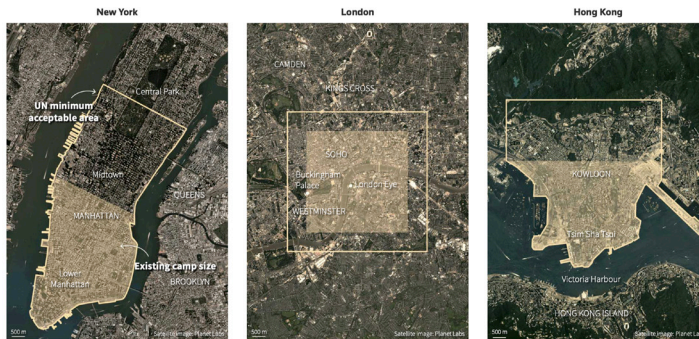 New York
London
Hong Kong
Central Park
UN minimum
acceptable area
Midtown
QUEENS
MANHATTAN
Existing camp size
Lower
Manhattan
BROOKLYN
500 m
Satellite Image: Planet Labs
CAMDEN
KINGS CROSS
SOHO
Buckingham
Palace
London Eye
WESTMINSTER
500 m
Satellite Image: Planet Labs
KOWLOON
Tsim Sha Tsui
Victoria Harbour
HONG KONG ISLAND
500 m
Satellite Image: Planet Labs